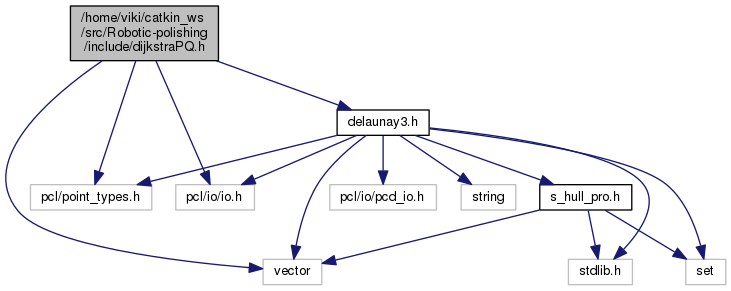 /home/viki/catkin_ws
/src/Robotic-polishing
/include/dijkstraPQ.h
delaunay3.h
pcl/point_types.h
pcl/io/io.h
pcl/io/pcd_io.h
string
s_hull_pro.h
vector
stdlib.h
set